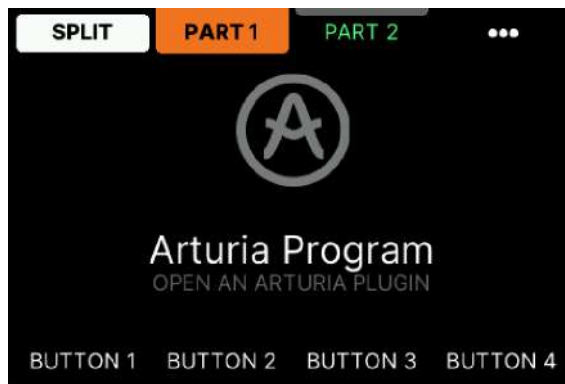 SPLIT PART 1 PART 2 •••
Arturia Program
OPEN AN ARTURIA PLUGIN
BUTTON 1 BUTTON 2 BUTTON 3 BUTTON 4